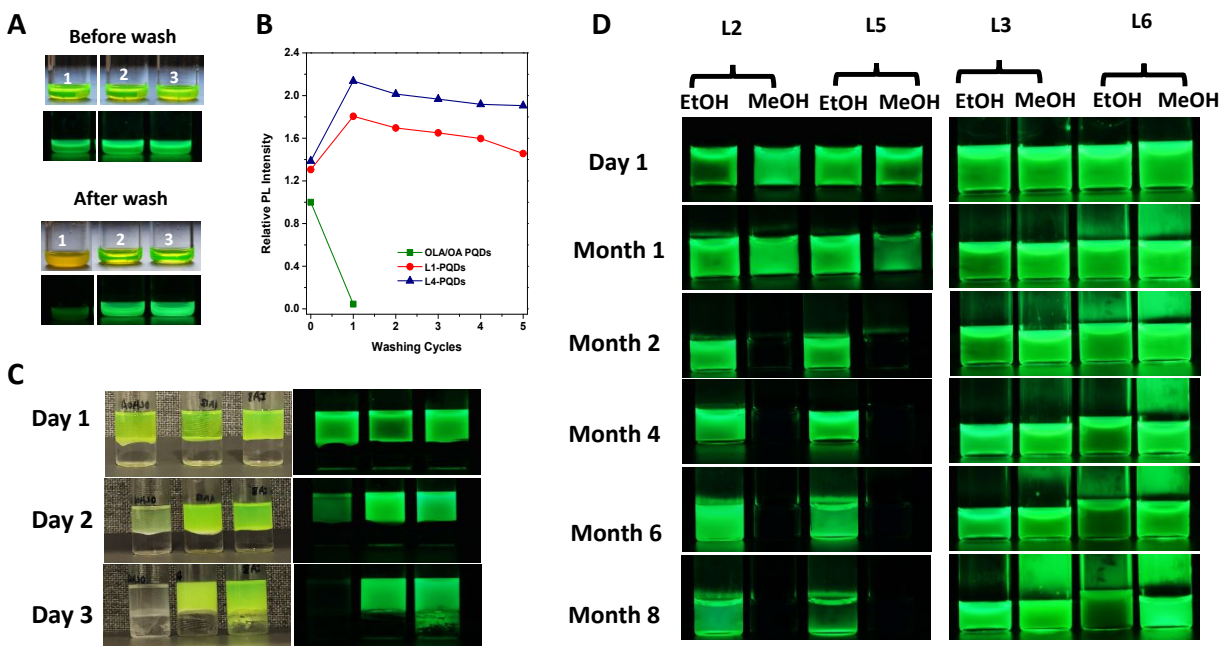 A
Before wash
1 2 3
After wash
1 2 3
B
Relative PL Intensity
2.4
2.0
1.6
1.2
0.8
0.4
0.0
OLA/OA PQDs
L1-PQDs
L4-PQDs
0 1 2 3 4 5
Washing Cycles
C
Day 1
Day 2
Day 3
D
L2 L5 L3 L6
EtOH MeOH EtOH MeOH EtOH MeOH EtOH MeOH
Day 1
Month 1
Month 2
Month 4
Month 6
Month 8